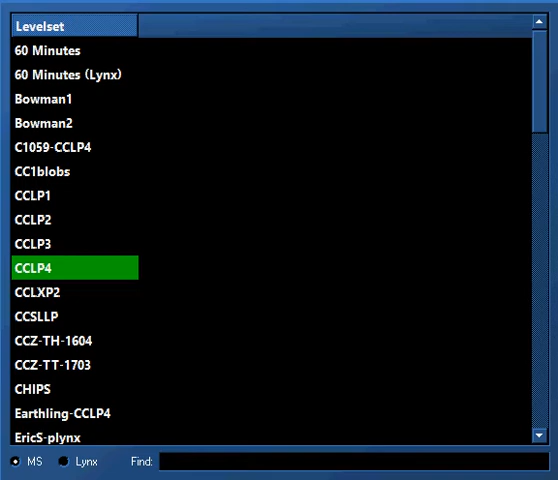 Levelset
60 Minutes
60 Minutes (Lynx)
Bowman1
Bowman2
C1059-CCLP4
CC1blobs
CCLP1
CCLP2
CCLP3
CCLP4
CCLXP2
CCSLLP
CCZ-TH-1604
CCZ-TT-1703
CHIPS
Earthling-CCLP4
EricS-plynx
MS Lynx Find: